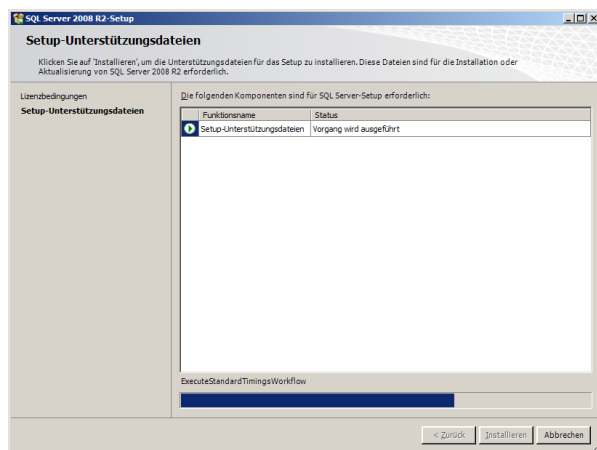 SQL Server 2008 R2-Setup
Setup-Unterstützungsdateien
Klicken Sie auf 'Installieren', um die Unterstützungsdateien für das Setup zu installieren. Diese Dateien sind für die Installation oder
Aktualisierung von SQL Server 2008 R2 erforderlich.
Lizenzbedingungen
Setup-Unterstützungsdateien
Die folgenden Komponenten sind für SQL Server-Setup erforderlich:
Funktionsname Status
Setup-Unterstützungsdateien Vorgang wird ausgeführt
ExecuteStandardTimingsWorkflow
< Zurück Installieren Abbrechen